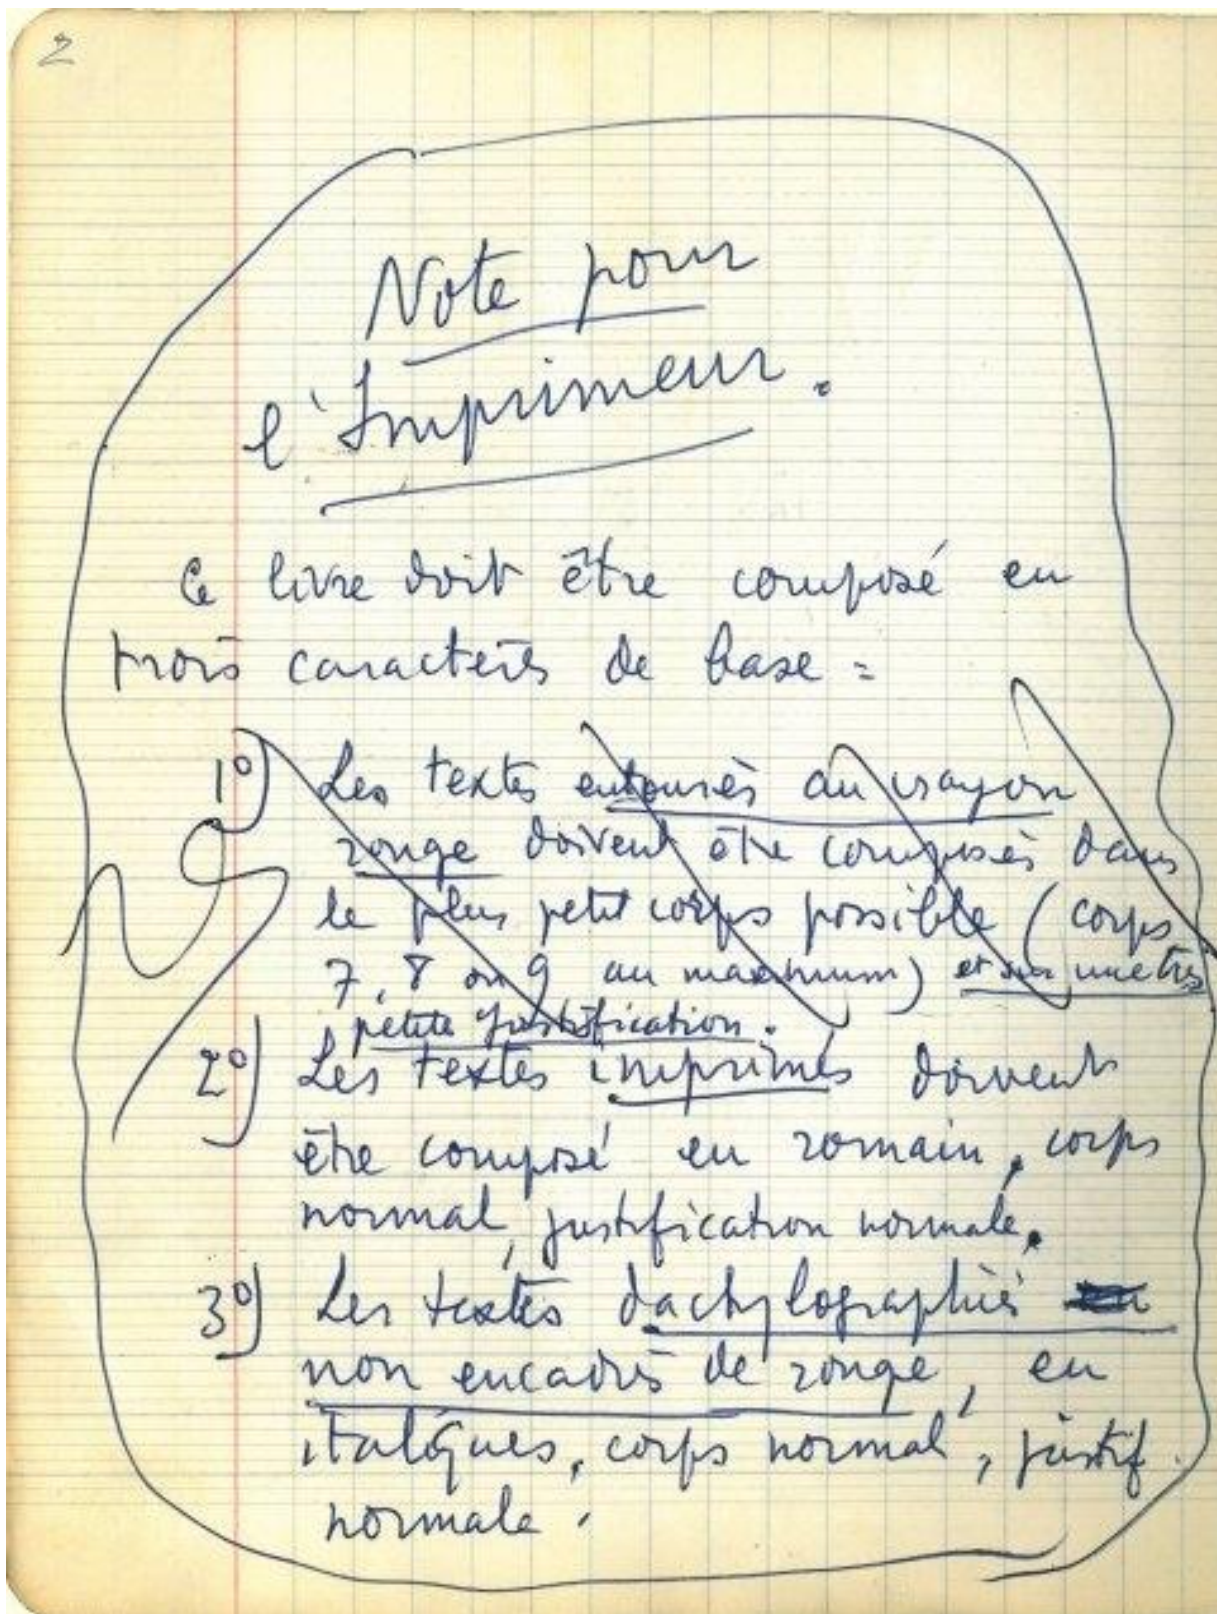 2
Note pour
l'Imprimeur.
Ce livre doit être composé en
trois caractères de base =
1°) Les textes entourés au crayon
rouge doivent être composés dans
le plus petit corps possible (corps
7, 8 ou 9 au maximum) et sur une très
petite justification.
2°) Les textes imprimés doivent
être composé en romain, corps
normal, justification normale.
3°) Les textes dactylographiés
non encadrés de rouge, en
italiques, corps normal, justif.
normale.